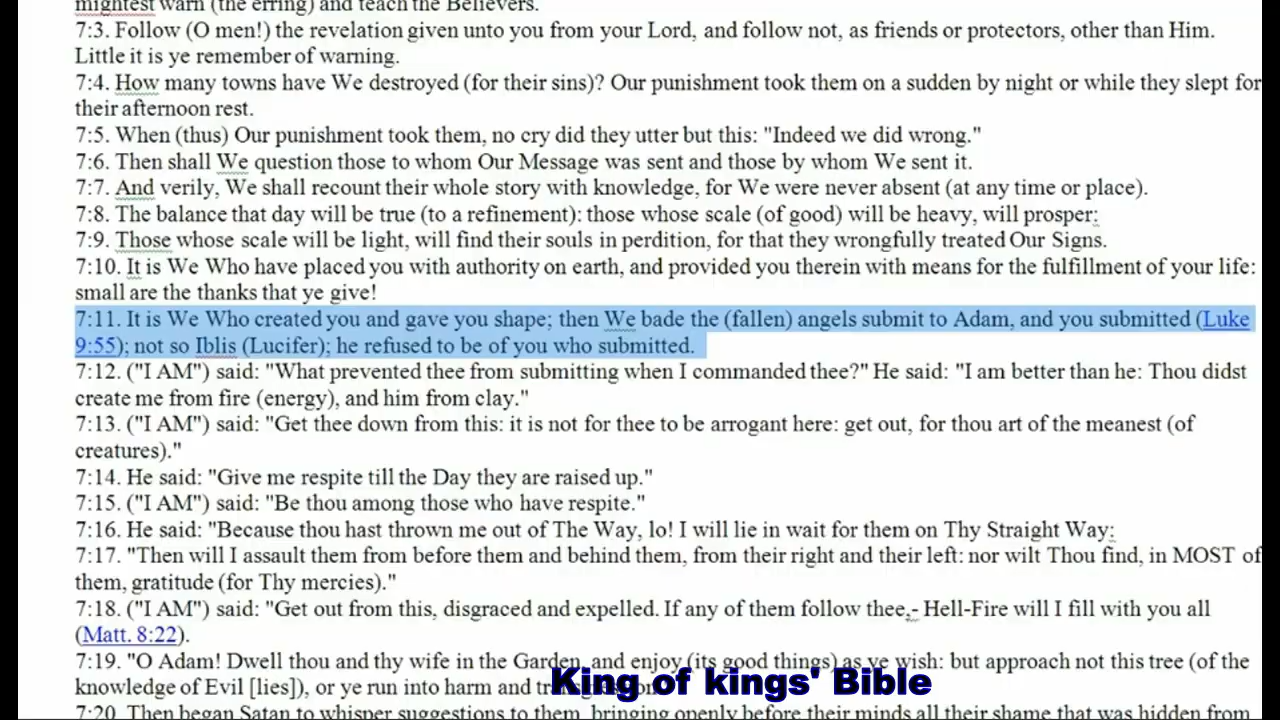 mightest warn (the erring) and teach the Believers.
7:3. Follow (O men!) the revelation given unto you from your Lord, and follow not, as friends or protectors, other than Him.
Little it is ye remember of warning.
7:4. How many towns have We destroyed (for their sins)? Our punishment took them on a sudden by night or while they slept for
their afternoon rest.
7:5. When (thus) Our punishment took them, no cry did they utter but this: "Indeed we did wrong."
7:6. Then shall We question those to whom Our Message was sent and those by whom We sent it.
7:7. And verily, We shall recount their whole story with knowledge, for We were never absent (at any time or place).
7:8. The balance that day will be true (to a refinement): those whose scale (of good) will be heavy, will prosper:
7:9. Those whose scale will be light, will find their souls in perdition, for that they wrongfully treated Our Signs.
7:10. It is We Who have placed you with authority on earth, and provided you therein with means for the fulfillment of your life:
small are the thanks that ye give!
7:11. It is We Who created you and gave you shape; then We bade the (fallen) angels submit to Adam, and you submitted (Luke
9:55); not so Iblis (Lucifer); he refused to be of you who submitted.
7:12. ("I AM") said: "What prevented thee from submitting when I commanded thee?" He said: "I am better than he: Thou didst
create me from fire (energy), and him from clay."
7:13. ("I AM") said: "Get thee down from this: it is not for thee to be arrogant here: get out, for thou art of the meanest (of
creatures)."
7:14. He said: "Give me respite till the Day they are raised up."
7:15. ("I AM") said: "Be thou among those who have respite."
7:16. He said: "Because thou hast thrown me out of The Way, lo! I will lie in wait for them on Thy Straight Way:
7:17. "Then will I assault them from before them and behind them, from their right and their left: nor wilt Thou find, in MOST of
them, gratitude (for Thy mercies)."
7:18. ("I AM") said: "Get out from this, disgraced and expelled. If any of them follow thee,- Hell-Fire will I fill with you all
(Matt. 8:22).
7:19. "O Adam! Dwell thou and thy wife in the Garden, and enjoy (its good things) as ye wish: but approach not this tree (of the
knowledge of Evil [lies]), or ye run into harm and
King of kings' Bible
7:20. Then began Satan to whisper suggestions to them, bringing openly before their minds all their shame that was hidden from